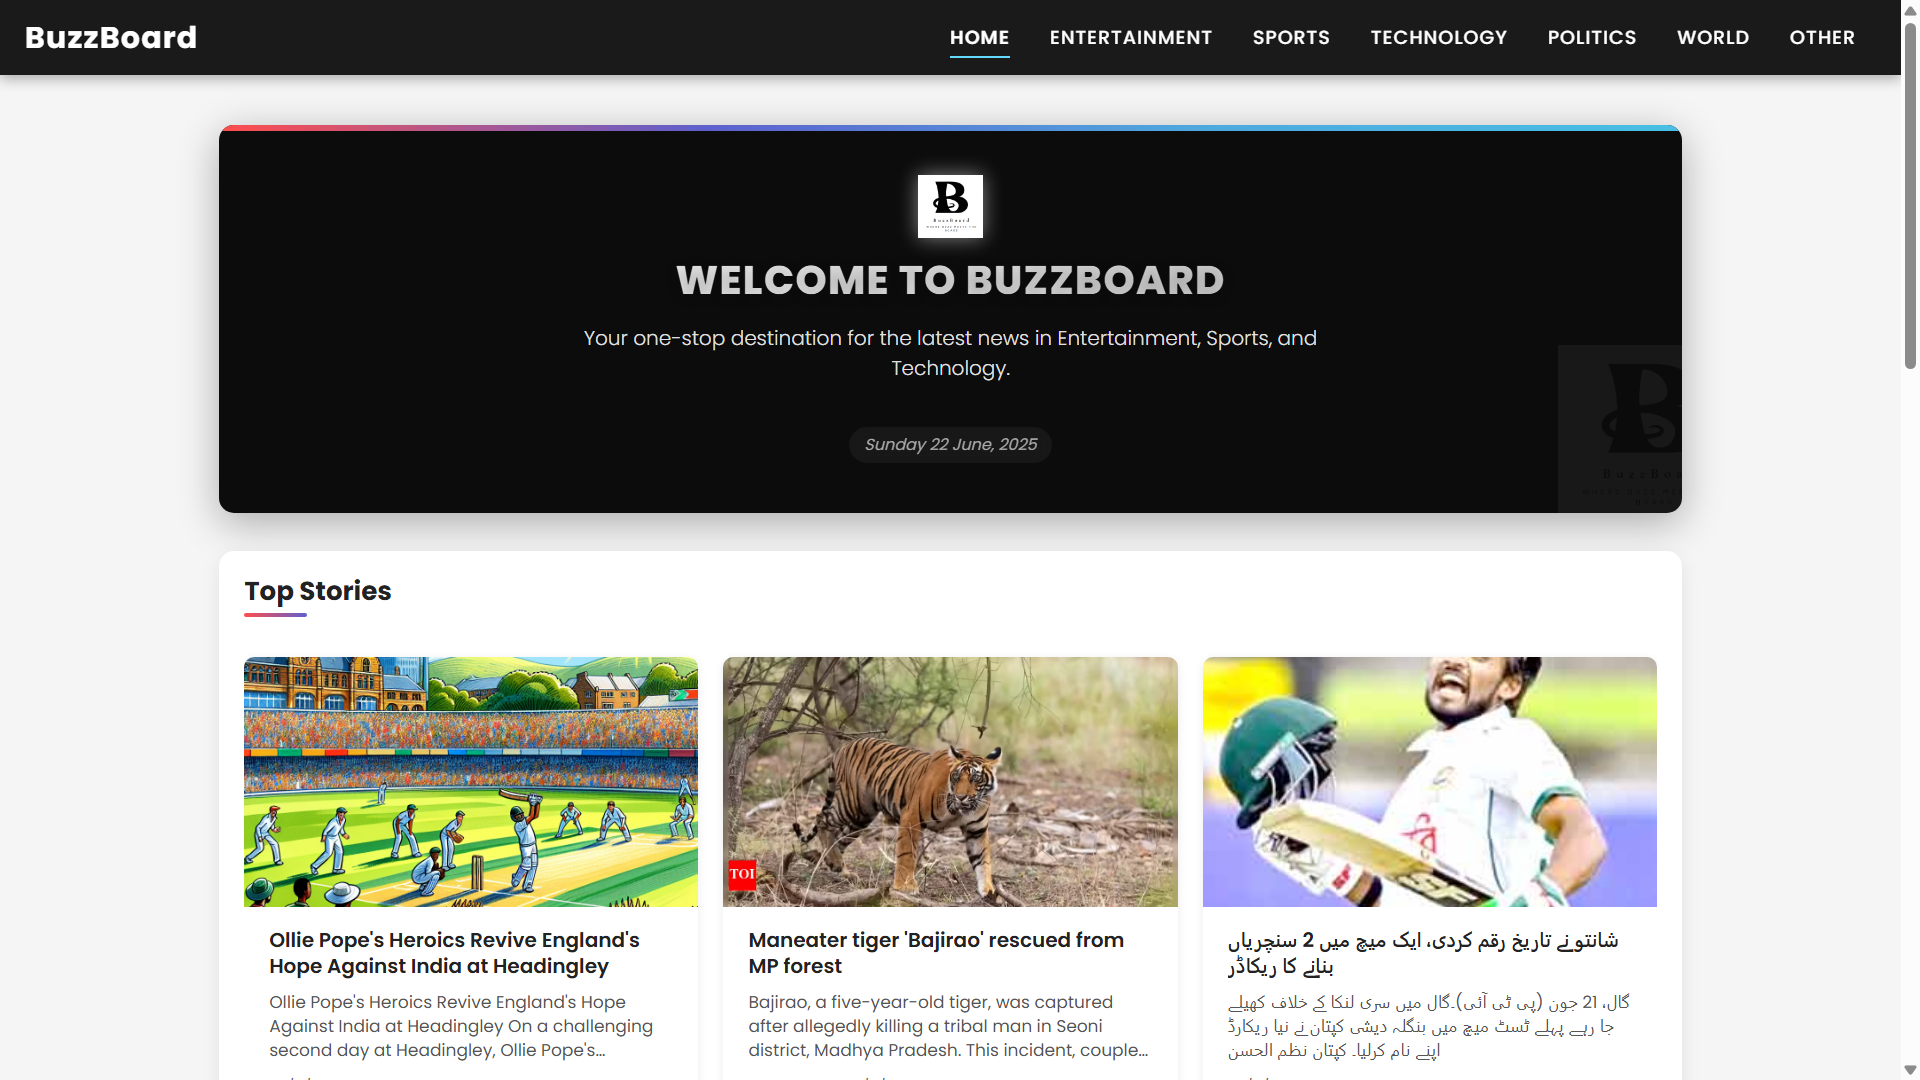 BuzzBoard
HOME ENTERTAINMENT SPORTS TECHNOLOGY POLITICS WORLD OTHER
B
BuzzBoard
WELCOME TO BUZZBOARD
Your one-stop destination for the latest news in Entertainment, Sports, and
Technology.
Sunday 22 June, 2025
Top Stories
TOI
SF
Ollie Pope's Heroics Revive England's
Hope Against India at Headingley
Ollie Pope's Heroics Revive England's Hope
Against India at Headingley On a challenging
second day at Headingley, Ollie Pope's...
Maneater tiger 'Bajirao' rescued from
MP forest
Bajirao, a five-year-old tiger, was captured
after allegedly killing a tribal man in Seoni
district, Madhya Pradesh. This incident, couple...
شانتونے تاریخ رقم کردی، ایک میچ میں 2 سنچریاں
بنانے کا ریکاڈر
گال، 21 جون (پی ٹی آئی)۔گال میں سری لنکا کے خلاف کھیلے
جا رہے پہلے ٹسٹ میچ میں بنگلہ دیشی کپتان نے نیا ریکارڈ
اپنے نام کرلیا۔ کپتان نظم الحسن